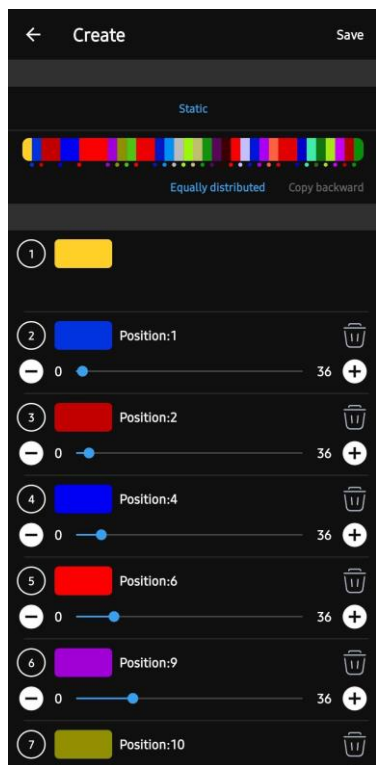 Create Save
Static
Equally distributed Copy backward
1
2 Position:1
0 36
3 Position:2
0 36
4 Position:4
0 36
5 Position:6
0 36
6 Position:9
0 36
7 Position:10